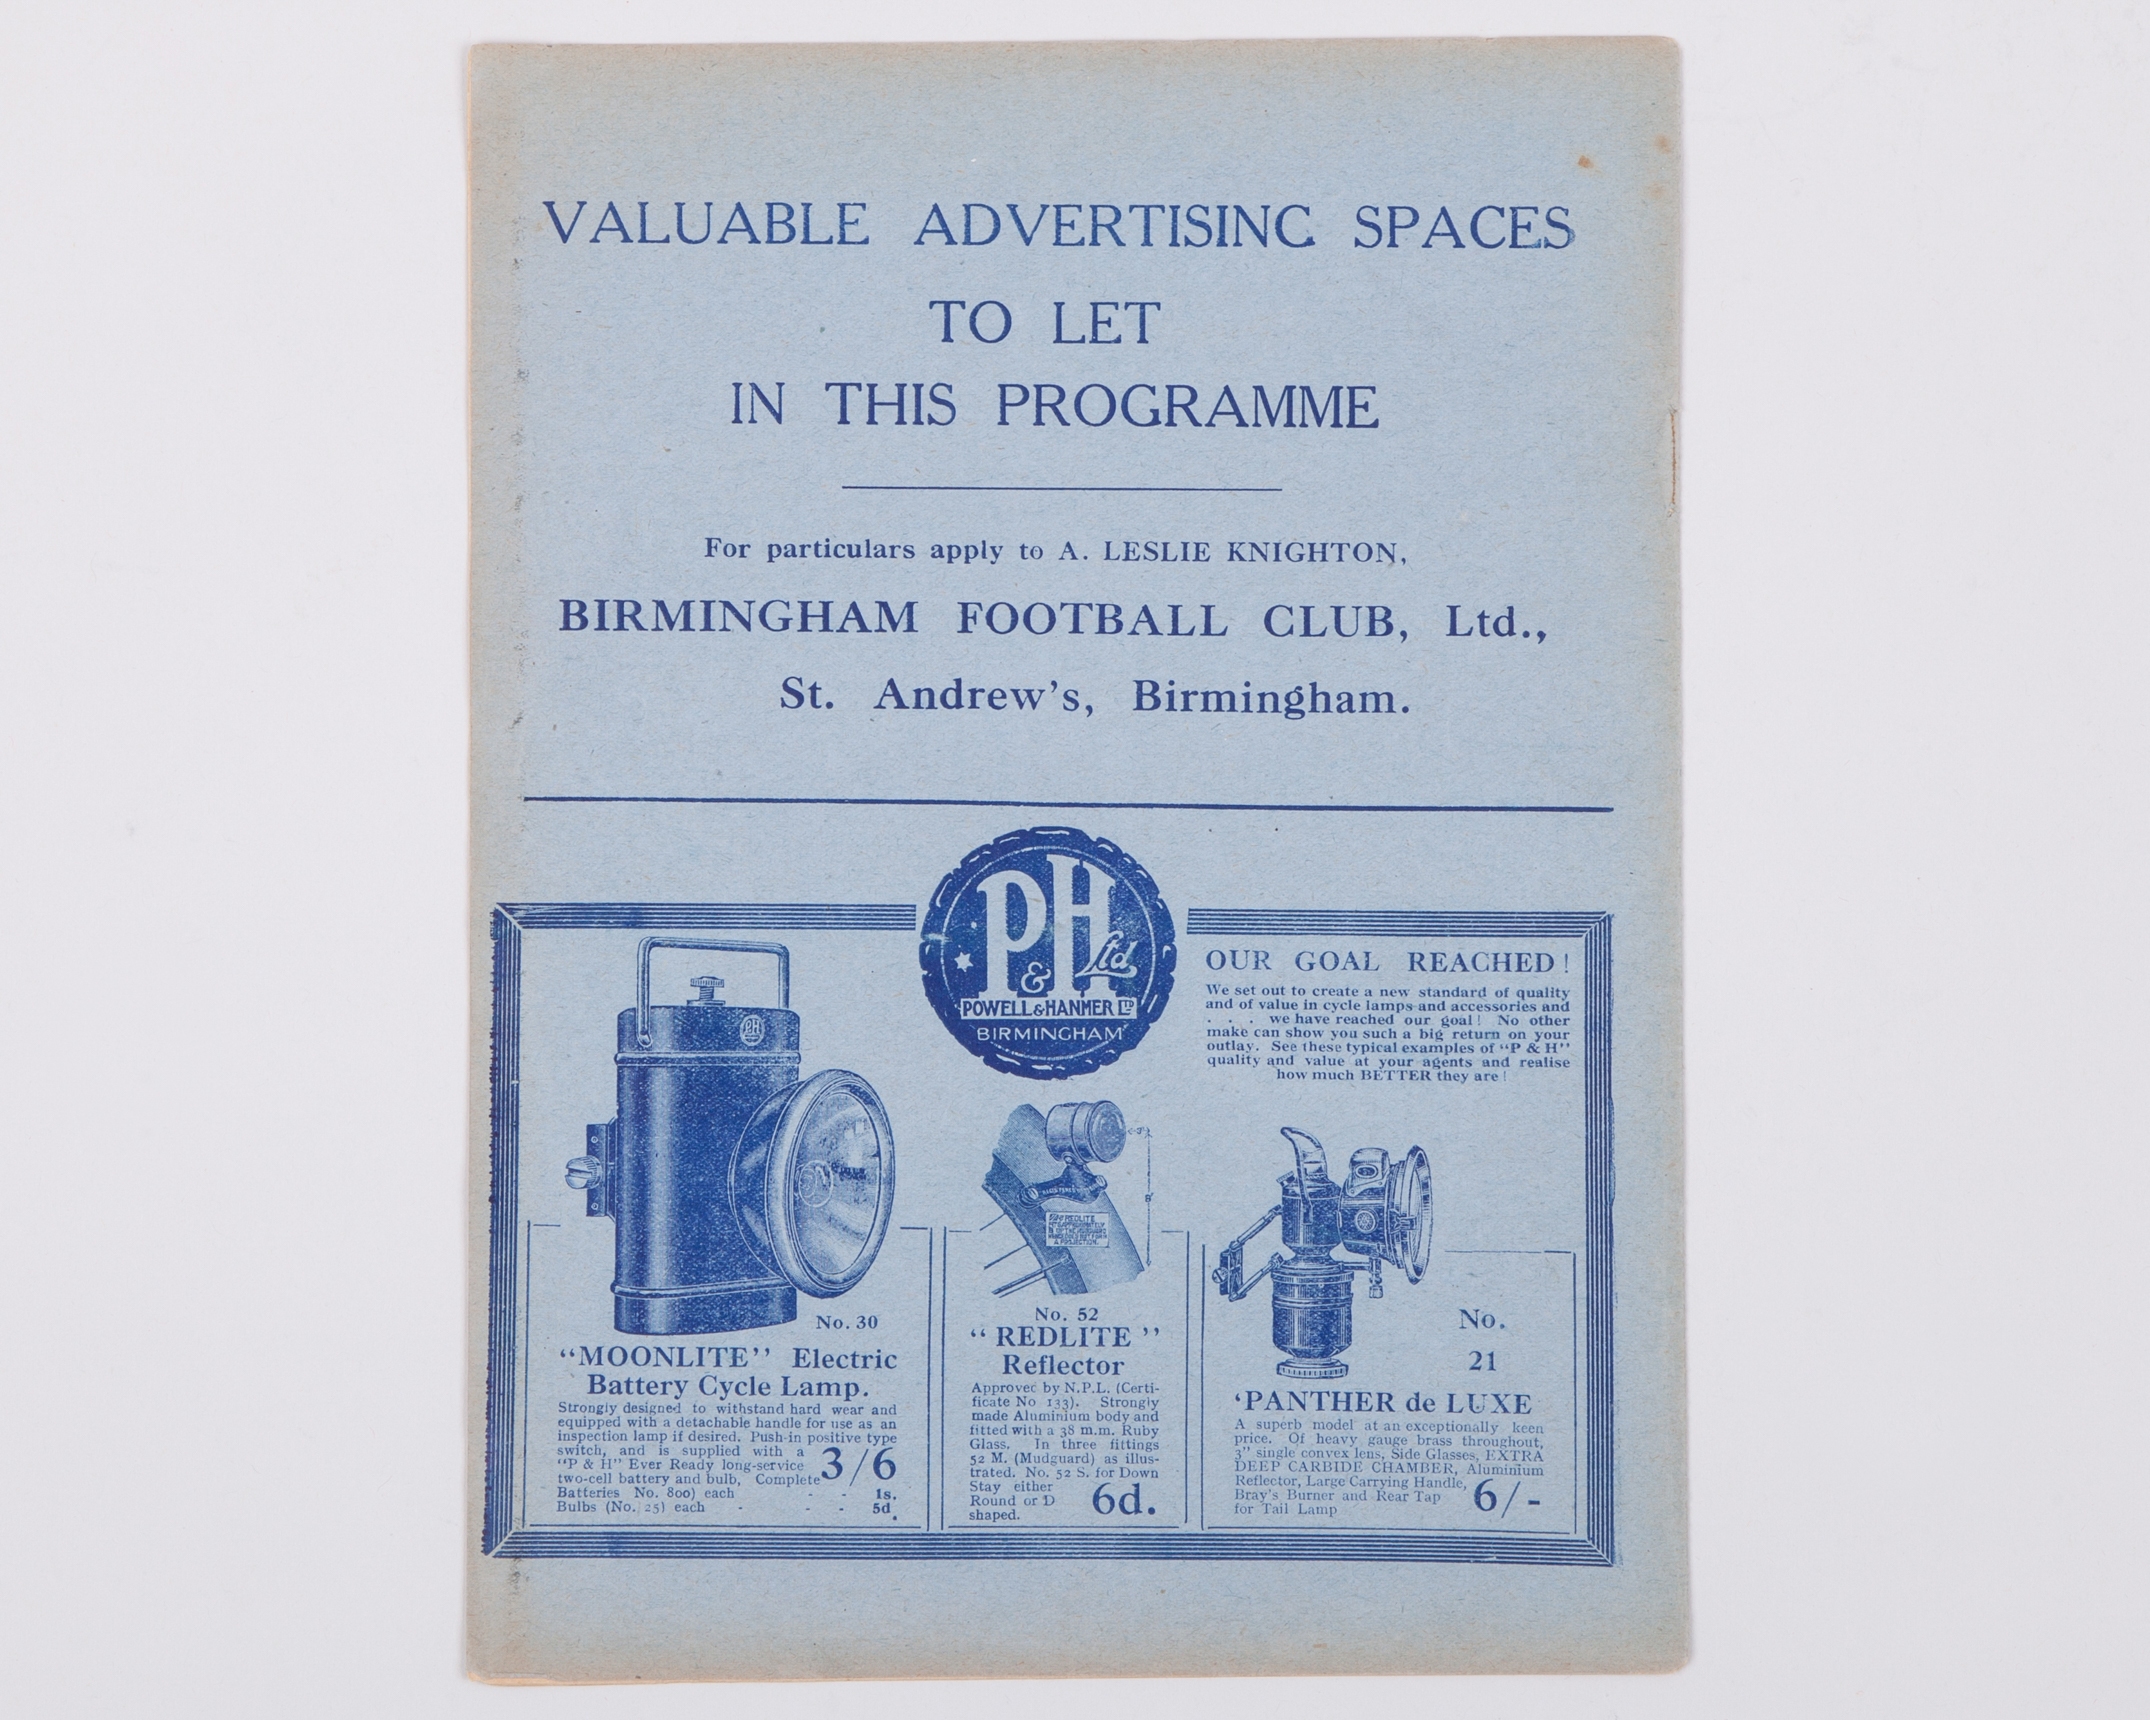 VALUABLE ADVERTISING SPACES
TO LET
IN THIS PROGRAMME
For particulars apply to A. LESLIE KNIGHTON,
BIRMINGHAM FOOTBALL CLUB, Ltd.,
St. Andrew's, Birmingham.
P & H Ltd
POWELL & HANMER LTD
BIRMINGHAM
OUR GOAL REACHED!
We set out to create a new standard of quality
and of value in cycle lamps and accessories and
. . . we have reached our goal! No other
make can show you such a big return on your
outlay. See these typical examples of "P & H"
quality and value at your agents and realise
how much BETTER they are!
PH
No. 30
"MOONLITE" Electric
Battery Cycle Lamp.
Strongly designed to withstand hard wear and
equipped with a detachable handle for use as an
inspection lamp if desired. Push-in positive type
switch, and is supplied with a
"P & H" Ever Ready long-service
two-cell battery and bulb, Complete 3/6
Batteries No. 800) each - - 1s.
Bulbs (No. 25) each - - - 5d.
REDLITE
A PROJECTION.
B
No. 52
"REDLITE"
Reflector
Approved by N.P.L. (Certi-
ficate No 133). Strongly
made Aluminium body and
fitted with a 38 m.m. Ruby
Glass. In three fittings
52 M. (Mudguard) as illus-
trated. No. 52 S. for Down
Stay either
Round or D
shaped. 6d.
No.
21
'PANTHER de LUXE
A superb model at an exceptionally keen
price. Of heavy gauge brass throughout,
3" single convex lens, Side Glasses, EXTRA
DEEP CARBIDE CHAMBER, Aluminium
Reflector, Large Carrying Handle,
Bray's Burner and Rear Tap
for Tail Lamp 6/-